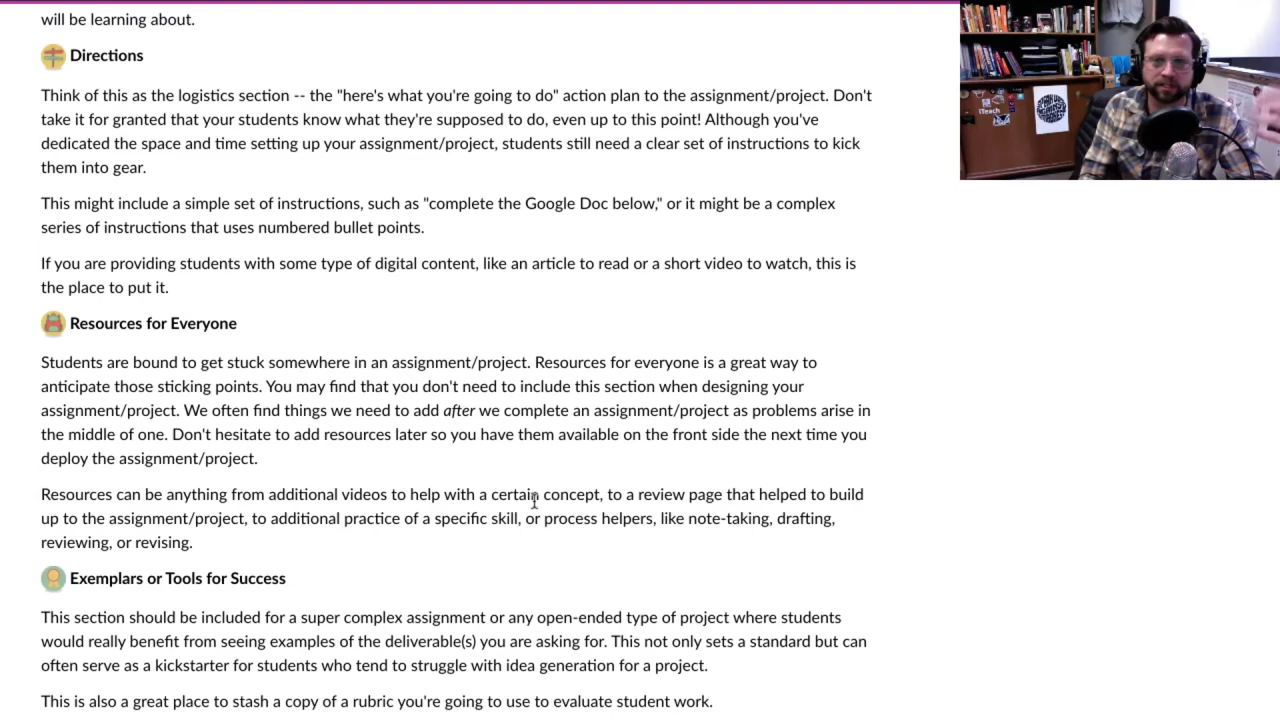 will be learning about.
Directions
Think of this as the logistics section -- the "here's what you're going to do" action plan to the assignment/project. Don't
take it for granted that your students know what they're supposed to do, even up to this point! Although you've
dedicated the space and time setting up your assignment/project, students still need a clear set of instructions to kick
them into gear.
This might include a simple set of instructions, such as "complete the Google Doc below," or it might be a complex
series of instructions that uses numbered bullet points.
If you are providing students with some type of digital content, like an article to read or a short video to watch, this is
the place to put it.
Resources for Everyone
Students are bound to get stuck somewhere in an assignment/project. Resources for everyone is a great way to
anticipate those sticking points. You may find that you don't need to include this section when designing your
assignment/project. We often find things we need to add after we complete an assignment/project as problems arise in
the middle of one. Don't hesitate to add resources later so you have them available on the front side the next time you
deploy the assignment/project.
Resources can be anything from additional videos to help with a certain concept, to a review page that helped to build
up to the assignment/project, to additional practice of a specific skill, or process helpers, like note-taking, drafting,
reviewing, or revising.
Exemplars or Tools for Success
This section should be included for a super complex assignment or any open-ended type of project where students
would really benefit from seeing examples of the deliverable(s) you are asking for. This not only sets a standard but can
often serve as a kickstarter for students who tend to struggle with idea generation for a project.
This is also a great place to stash a copy of a rubric you're going to use to evaluate student work.
iTeach